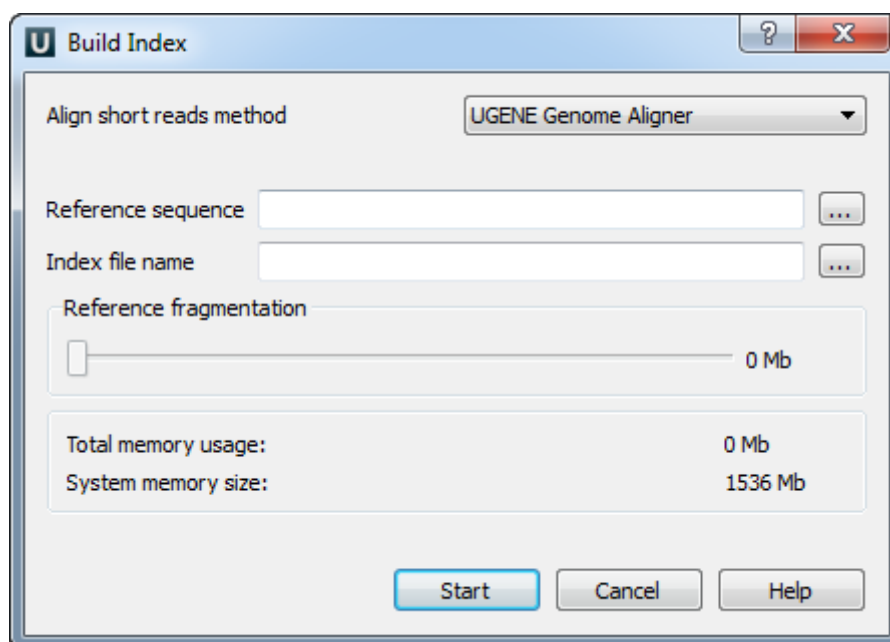 U Build Index ? X
Align short reads method UGENE Genome Aligner
Reference sequence ...
Index file name ...
Reference fragmentation
0 Mb
Total memory usage: 0 Mb
System memory size: 1536 Mb
Start Cancel Help